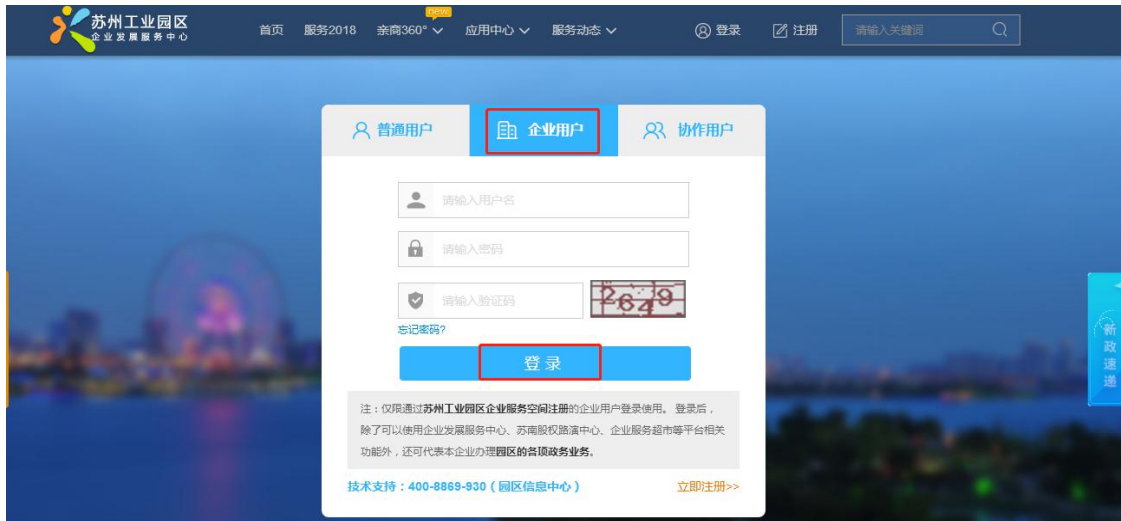 苏州工业园区
企业发展服务中心
首页 服务2018 亲商360° new 应用中心 服务动态 登录 注册 请输入关键词
普通用户 企业用户 协作用户
请输入用户名
请输入密码
请输入验证码 2649
忘记密码?
登录
注：仅限通过苏州工业园区企业服务空间注册的企业用户登录使用。登录后，
除了可以使用企业发展服务中心、苏南股权路演中心、企业服务超市等平台相关
功能外，还可代表本企业办理园区的各项政务业务。
技术支持：400-8869-930（园区信息中心） 立即注册>>
新政速递